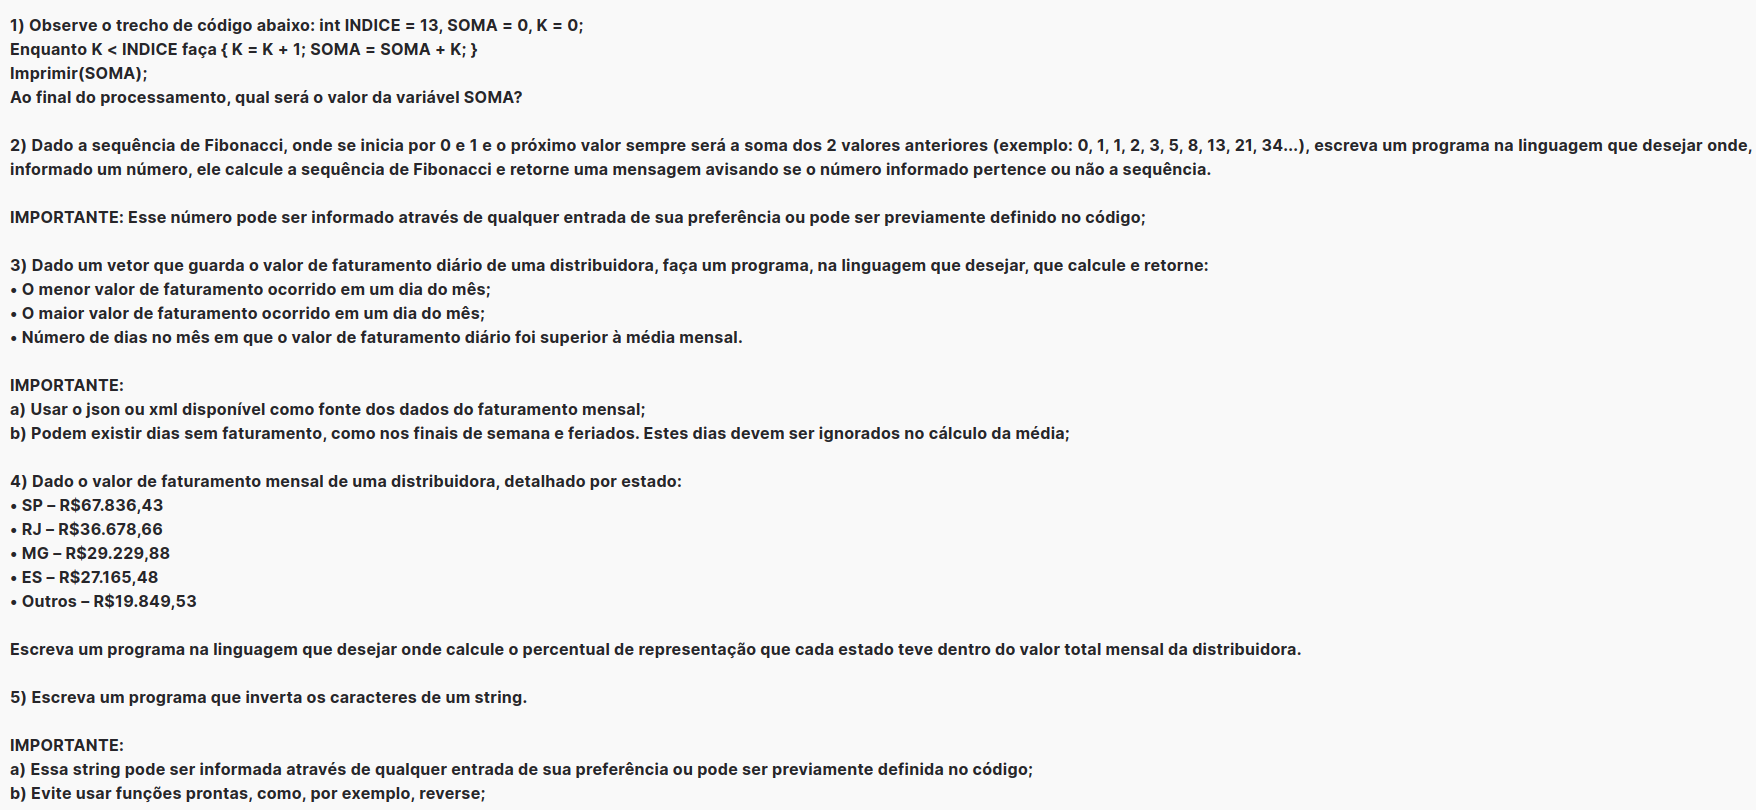 1) Observe o trecho de código abaixo: int INDICE = 13, SOMA = 0, K = 0;
Enquanto K < INDICE faça { K = K + 1; SOMA = SOMA + K; }
Imprimir(SOMA);
Ao final do processamento, qual será o valor da variável SOMA?
2) Dado a sequência de Fibonacci, onde se inicia por 0 e 1 e o próximo valor sempre será a soma dos 2 valores anteriores (exemplo: 0, 1, 1, 2, 3, 5, 8, 13, 21, 34...), escreva um programa na linguagem que desejar onde,
informado um número, ele calcule a sequência de Fibonacci e retorne uma mensagem avisando se o número informado pertence ou não a sequência.
IMPORTANTE: Esse número pode ser informado através de qualquer entrada de sua preferência ou pode ser previamente definido no código;
3) Dado um vetor que guarda o valor de faturamento diário de uma distribuidora, faça um programa, na linguagem que desejar, que calcule e retorne:
• O menor valor de faturamento ocorrido em um dia do mês;
• O maior valor de faturamento ocorrido em um dia do mês;
• Número de dias no mês em que o valor de faturamento diário foi superior à média mensal.
IMPORTANTE:
a) Usar o json ou xml disponível como fonte dos dados do faturamento mensal;
b) Podem existir dias sem faturamento, como nos finais de semana e feriados. Estes dias devem ser ignorados no cálculo da média;
4) Dado o valor de faturamento mensal de uma distribuidora, detalhado por estado:
• SP – R$67.836,43
• RJ – R$36.678,66
• MG – R$29.229,88
• ES – R$27.165,48
• Outros – R$19.849,53
Escreva um programa na linguagem que desejar onde calcule o percentual de representação que cada estado teve dentro do valor total mensal da distribuidora.
5) Escreva um programa que inverta os caracteres de um string.
IMPORTANTE:
a) Essa string pode ser informada através de qualquer entrada de sua preferência ou pode ser previamente definida no código;
b) Evite usar funções prontas, como, por exemplo, reverse;